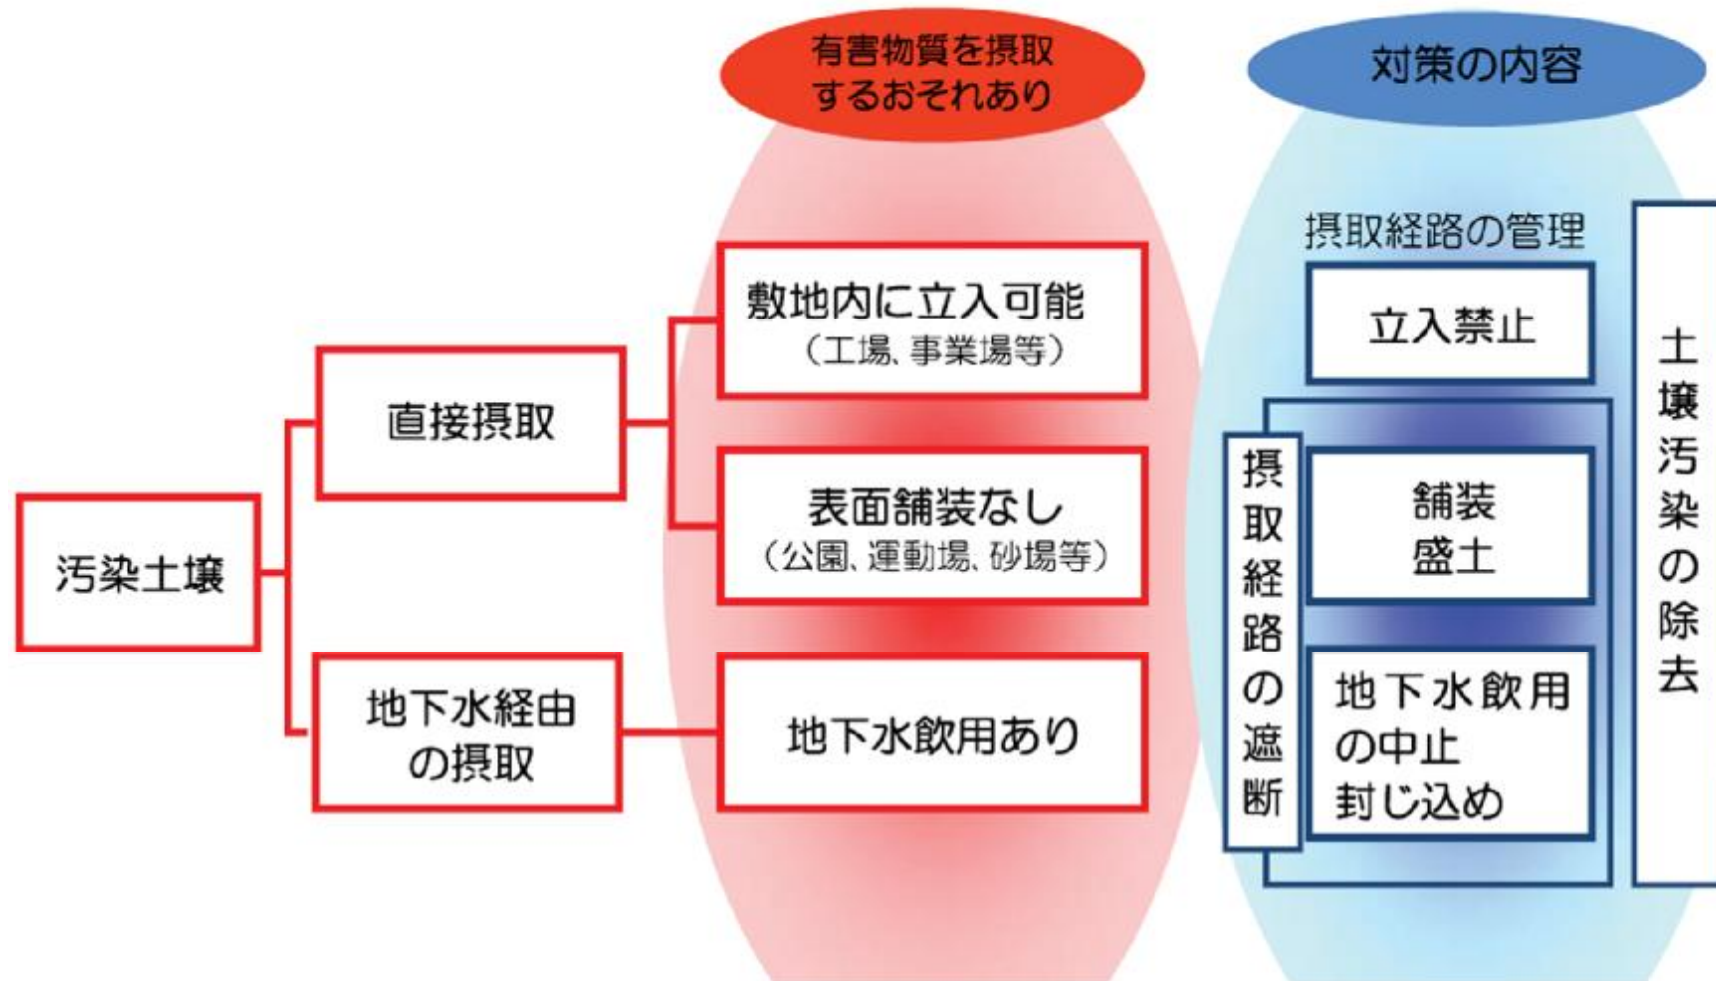 有害物質を摂取
するおそれあり
対策の内容
汚染土壌
直接摂取
地下水経由
の摂取
敷地内に立入可能
（工場、事業場等）
表面舗装なし
（公園、運動場、砂場等）
地下水飲用あり
摂取経路の管理
立入禁止
摂取経路の遮断
舗装
盛土
地下水飲用
の中止
封じ込め
土壌汚染の除去